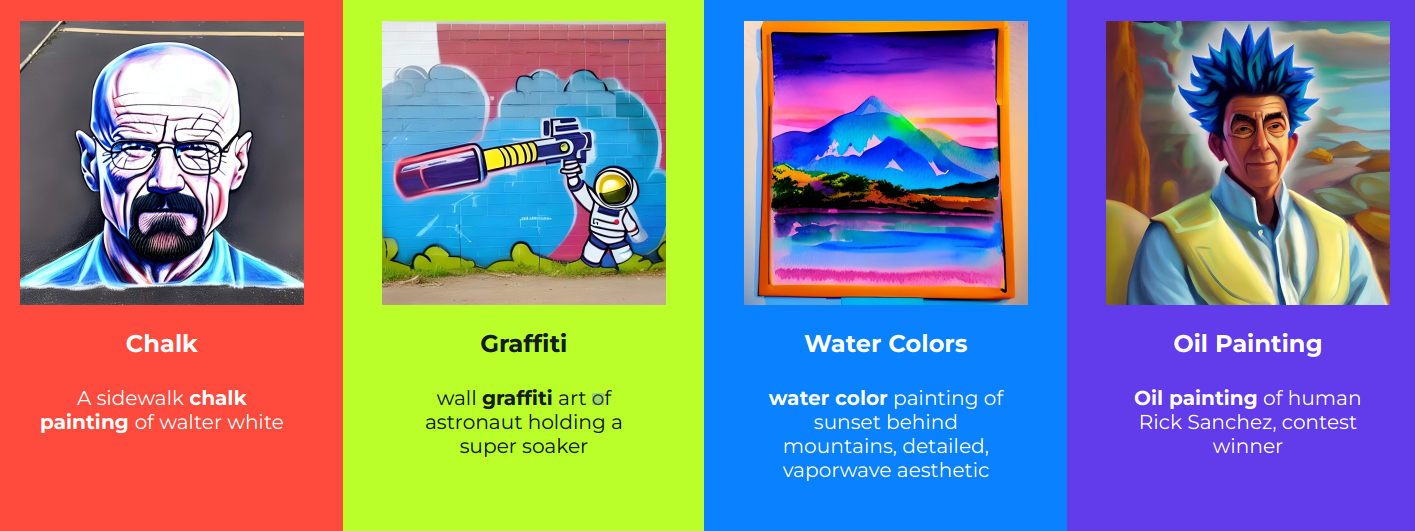 Chalk
A sidewalk chalk
painting of walter white
Graffiti
wall graffiti art of
astronaut holding a
super soaker
Water Colors
water color painting of
sunset behind
mountains, detailed,
vaporwave aesthetic
Oil Painting
Oil painting of human
Rick Sanchez, contest
winner